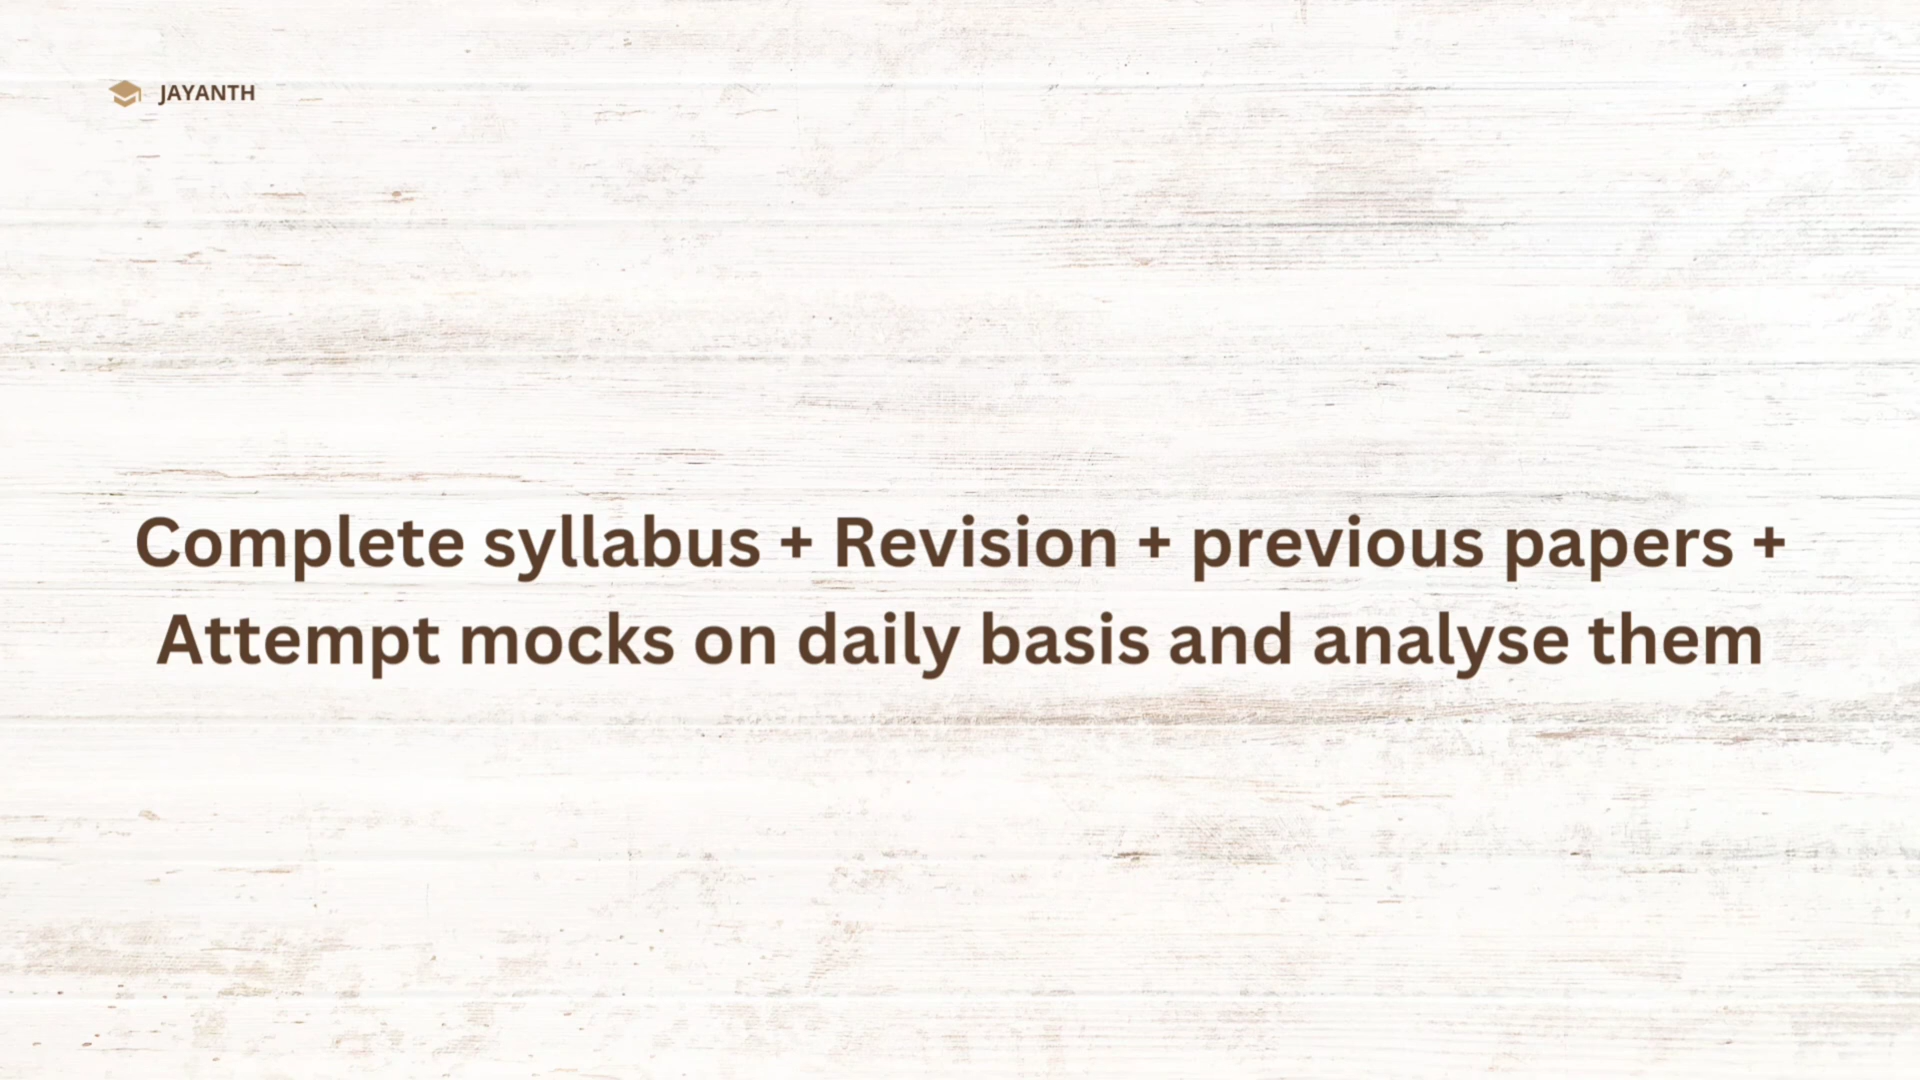 JAYANTH
Complete syllabus + Revision + previous papers +
Attempt mocks on daily basis and analyse them